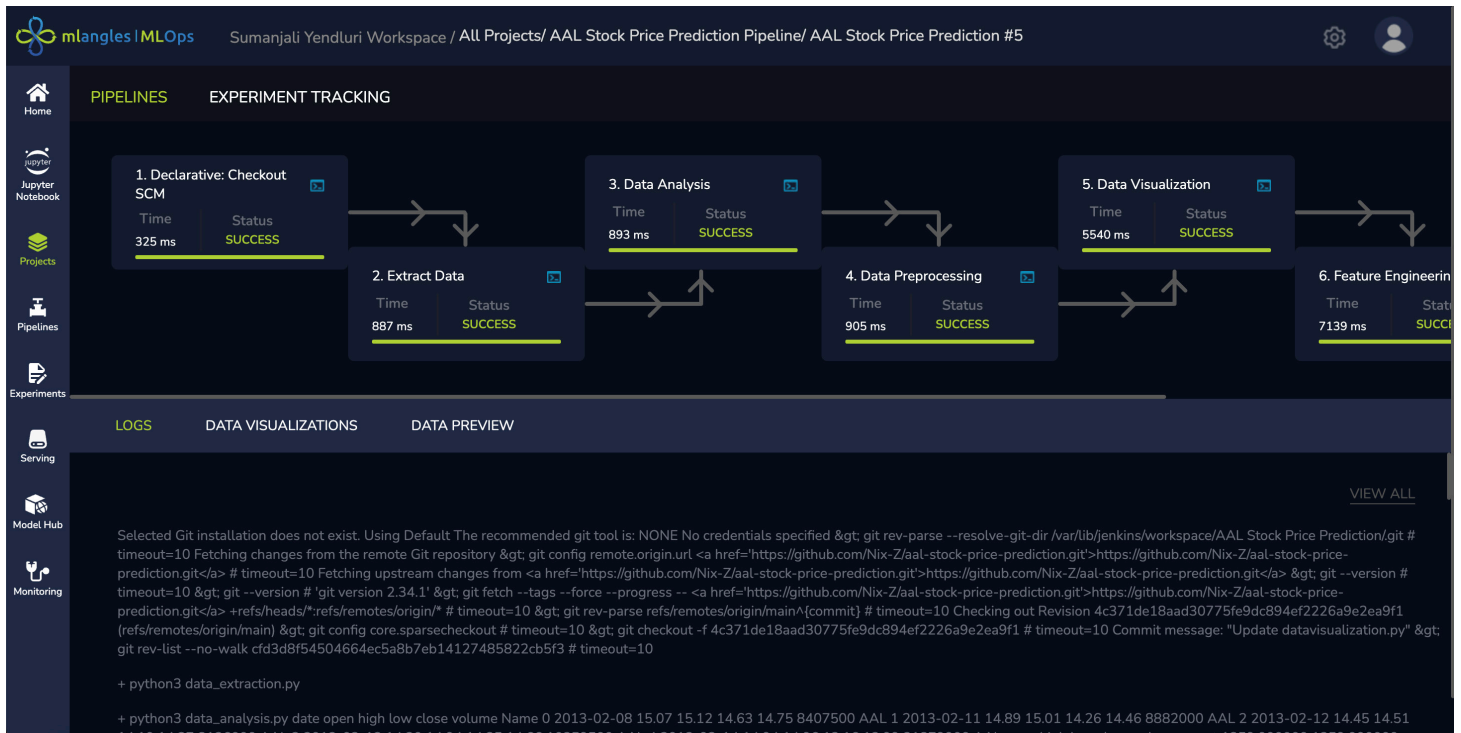 mlangles | MLOps
Sumanjali Yendluri Workspace / All Projects/ AAL Stock Price Prediction Pipeline/ AAL Stock Price Prediction #5
Home
jupyter
Jupyter
Notebook
Projects
Pipelines
Experiments
Serving
Model Hub
Monitoring
PIPELINES
EXPERIMENT TRACKING
1. Declarative: Checkout
SCM
Time
Status
325 ms
SUCCESS
2. Extract Data
Time
Status
887 ms
SUCCESS
3. Data Analysis
Time
Status
893 ms
SUCCESS
4. Data Preprocessing
Time
Status
905 ms
SUCCESS
5. Data Visualization
Time
Status
5540 ms
SUCCESS
6. Feature Engineerin
Time
Stat
7139 ms
SUCCE
LOGS
DATA VISUALIZATIONS
DATA PREVIEW
VIEW ALL
Selected Git installation does not exist. Using Default The recommended git tool is: NONE No credentials specified &gt; git rev-parse --resolve-git-dir /var/lib/jenkins/workspace/AAL Stock Price Prediction/.git #
timeout=10 Fetching changes from the remote Git repository &gt; git config remote.origin.url <a href='https://github.com/Nix-Z/aal-stock-price-prediction.git'>https://github.com/Nix-Z/aal-stock-price-
prediction.git</a> # timeout=10 Fetching upstream changes from <a href='https://github.com/Nix-Z/aal-stock-price-prediction.git'>https://github.com/Nix-Z/aal-stock-price-prediction.git</a> &gt; git --version #
timeout=10 &gt; git --version # 'git version 2.34.1' &gt; git fetch --tags --force --progress -- <a href='https://github.com/Nix-Z/aal-stock-price-prediction.git'>https://github.com/Nix-Z/aal-stock-price-
prediction.git</a> +refs/heads/*:refs/remotes/origin/* # timeout=10 &gt; git rev-parse refs/remotes/origin/main^{commit} # timeout=10 Checking out Revision 4c371de18aad30775fe9dc894ef2226a9e2ea9f1
(refs/remotes/origin/main) &gt; git config core.sparsecheckout # timeout=10 &gt; git checkout -f 4c371de18aad30775fe9dc894ef2226a9e2ea9f1 # timeout=10 Commit message: "Update datavisualization.py" &gt;
git rev-list --no-walk cfd3d8f54504664ec5a8b7eb14127485822cb5f3 # timeout=10
+ python3 data_extraction.py
+ python3 data_analysis.py date open high low close volume Name 0 2013-02-08 15.07 15.12 14.63 14.75 8407500 AAL 1 2013-02-11 14.89 15.01 14.26 14.46 8882000 AAL 2 2013-02-12 14.45 14.51